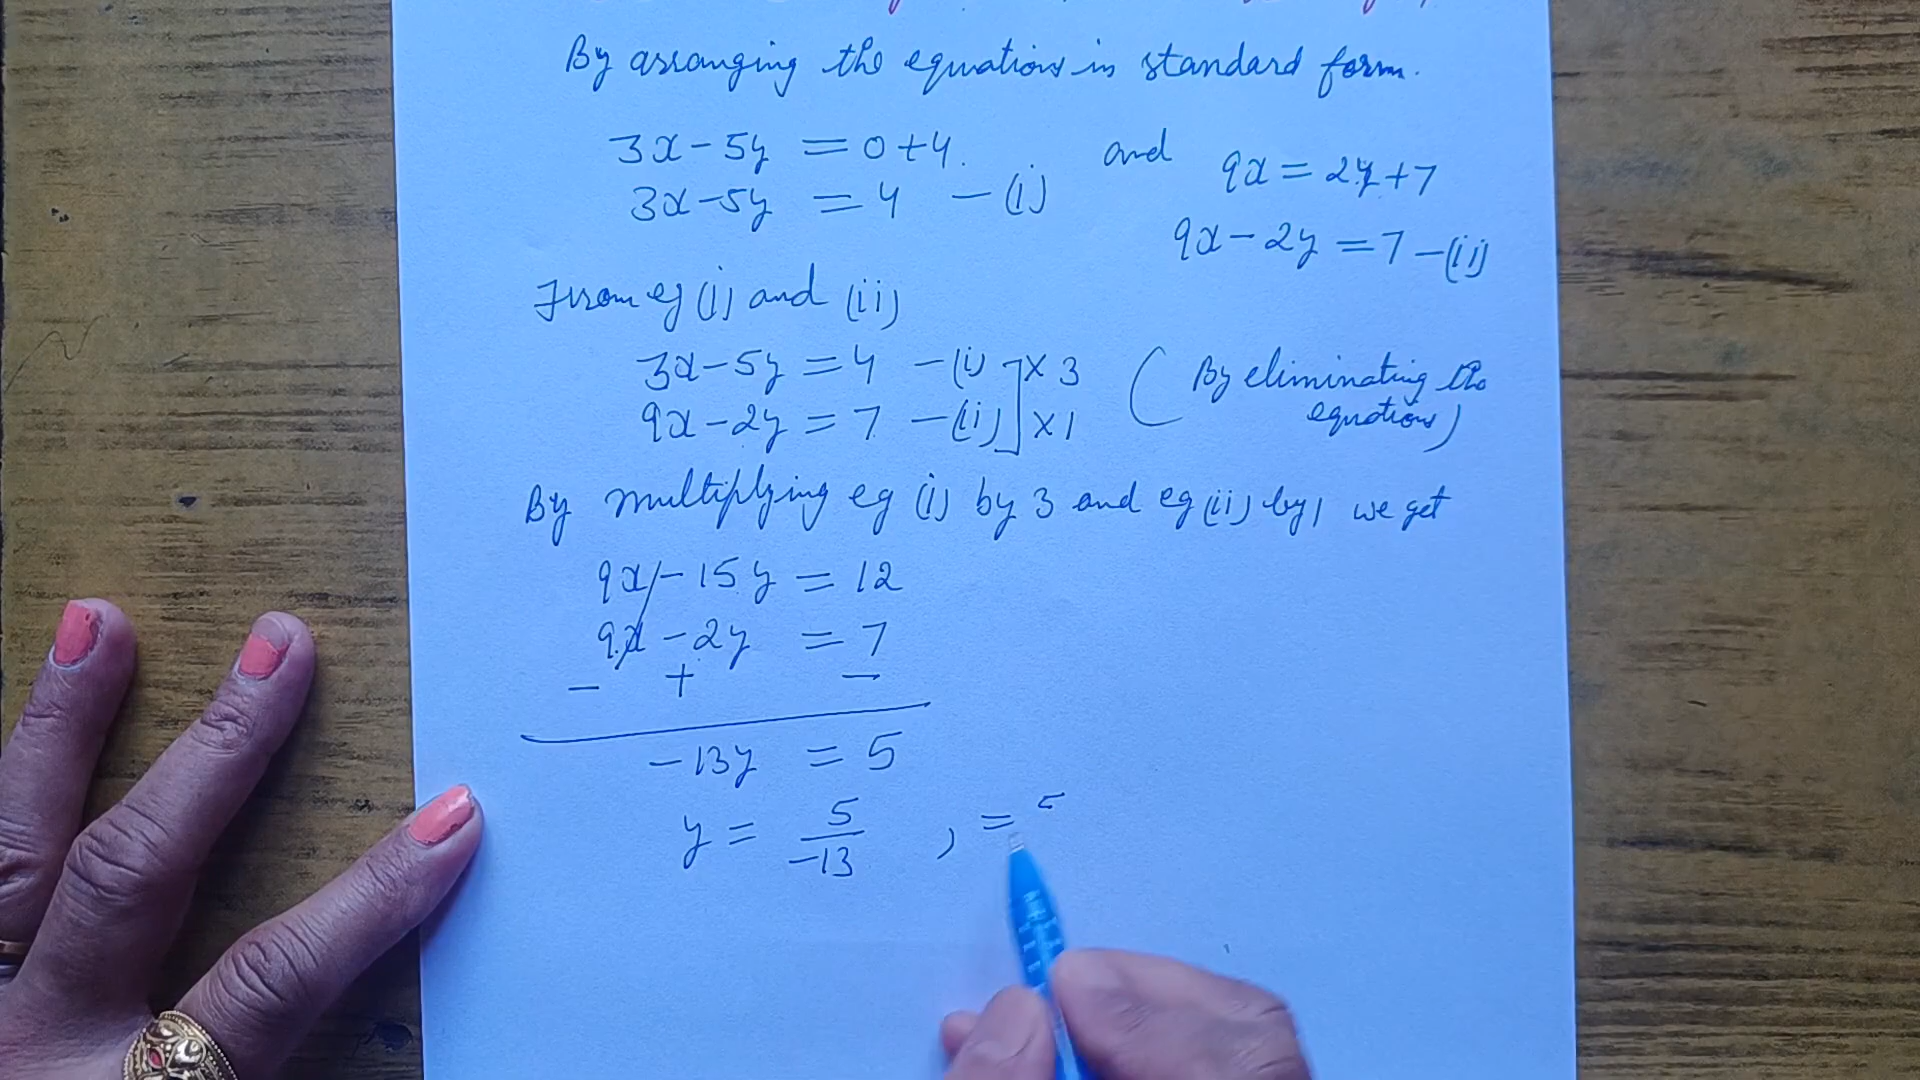 By arranging the equations in standard form.
3x - 5y = 0 + 4. and 9x = 2y + 7
3x - 5y = 4 - (i)
9x - 2y = 7 - (ii)
From eq (i) and (ii)
3x - 5y = 4 - (i) ] x 3 ( By eliminating the
9x - 2y = 7 - (ii) ] x 1 equations)
By multiplying eq (i) by 3 and eq (ii) by 1 we get
9x - 15y = 12
9x - 2y = 7
- + -
-13y = 5
y = 5/-13 , = 5